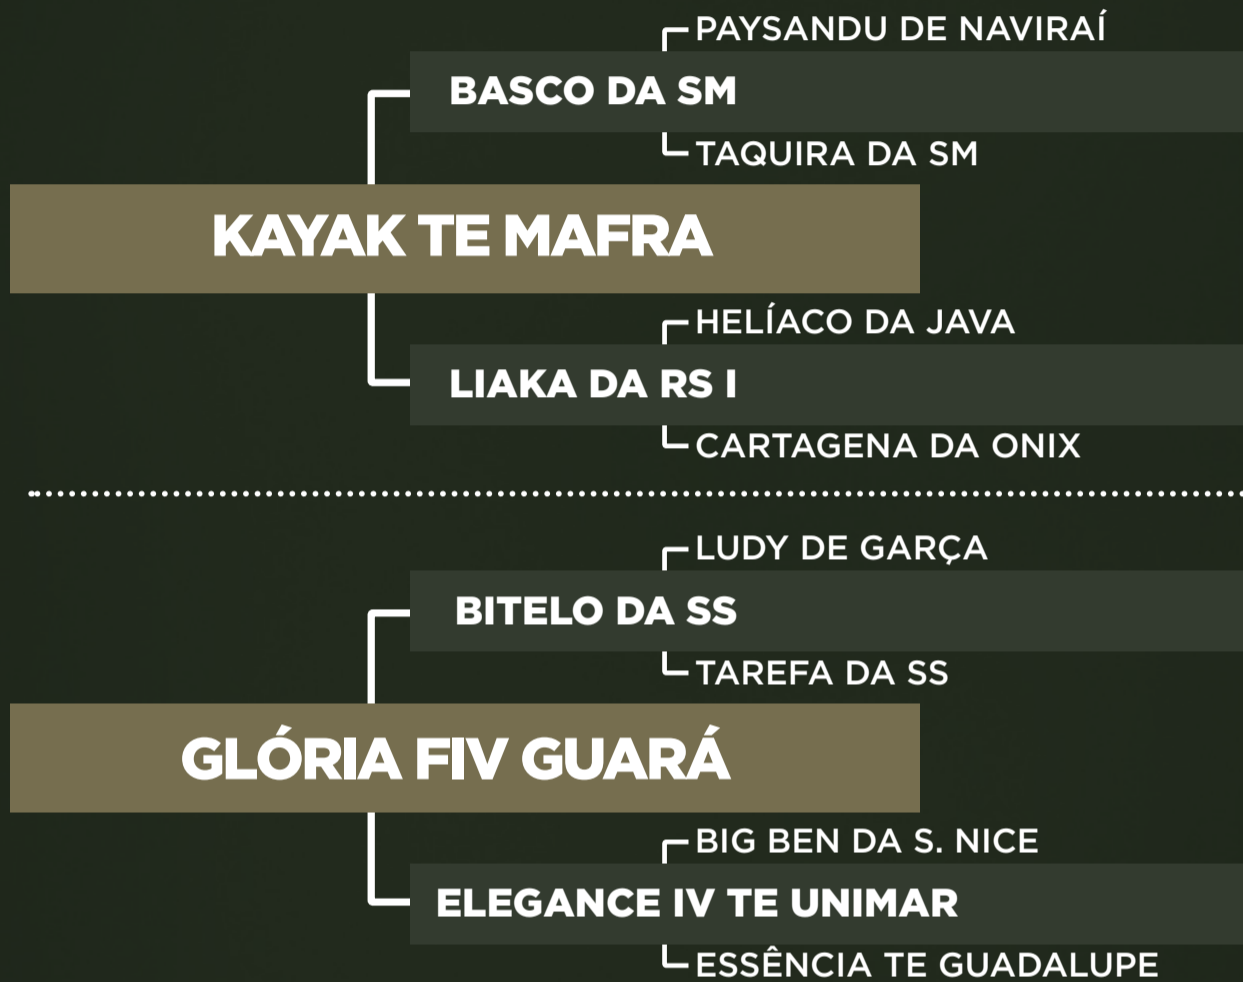 PAYSANDU DE NAVIRAÍ
BASCO DA SM
TAQUIRA DA SM
KAYAK TE MAFRA
HELÍACO DA JAVA
LIAKA DA RS I
CARTAGENA DA ONIX
LUDY DE GARÇA
BITELO DA SS
TAREFA DA SS
GLÓRIA FIV GUARÁ
BIG BEN DA S. NICE
ELEGANCE IV TE UNIMAR
ESSÊNCIA TE GUADALUPE